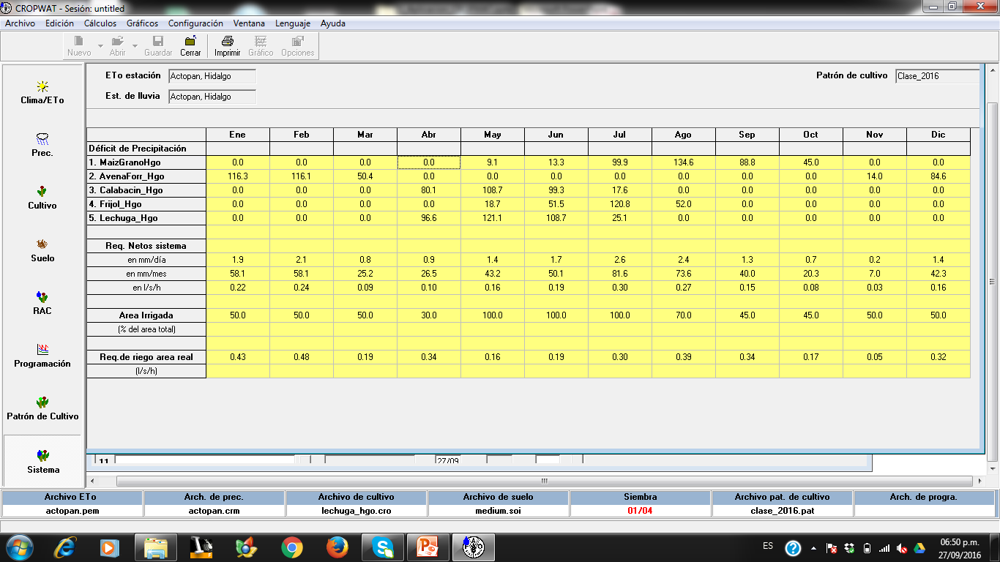 CROPWAT - Sesión: untitled
Archivo Edición Cálculos Gráficos Configuración Ventana Lenguaje Ayuda
Nuevo Abrir Guardar Cerrar Imprimir Gráfico Opciones
ETo estación Actopan, Hidalgo Patrón de cultivo Clase_2016
Est. de lluvia Actopan, Hidalgo
Clima/ETo
Prec.
Cultivo
Suelo
RAC
Programación
Patrón de Cultivo
Sistema
Ene Feb Mar Abr May Jun Jul Ago Sep Oct Nov Dic
Déficit de Precipitación
1. MaizGranoHgo 0.0 0.0 0.0 0.0 9.1 13.3 99.9 134.6 88.8 45.0 0.0 0.0
2. AvenaForr_Hgo 116.3 116.1 50.4 0.0 0.0 0.0 0.0 0.0 0.0 0.0 14.0 84.6
3. Calabacin_Hgo 0.0 0.0 0.0 80.1 108.7 99.3 17.6 0.0 0.0 0.0 0.0 0.0
4. Frijol_Hgo 0.0 0.0 0.0 0.0 18.7 51.5 120.8 52.0 0.0 0.0 0.0 0.0
5. Lechuga_Hgo 0.0 0.0 0.0 96.6 121.1 108.7 25.1 0.0 0.0 0.0 0.0 0.0
Req. Netos sistema
en mm/día 1.9 2.1 0.8 0.9 1.4 1.7 2.6 2.4 1.3 0.7 0.2 1.4
en mm/mes 58.1 58.1 25.2 26.5 43.2 50.1 81.6 73.6 40.0 20.3 7.0 42.3
en l/s/h 0.22 0.24 0.09 0.10 0.16 0.19 0.30 0.27 0.15 0.08 0.03 0.16
Area Irrigada 50.0 50.0 50.0 30.0 100.0 100.0 100.0 70.0 45.0 45.0 50.0 50.0
(% del area total)
Req.de riego area real 0.43 0.48 0.19 0.34 0.16 0.19 0.30 0.39 0.34 0.17 0.05 0.32
(l/s/h)
11 27/09
Archivo ETo Arch. de prec. Archivo de cultivo Archivo de suelo Siembra Archivo pat. de cultivo Arch. de progra.
actopan.pem actopan.crm lechuga_hgo.cro medium.soi 01/04 clase_2016.pat
ES 06:50 p.m.
27/09/2016